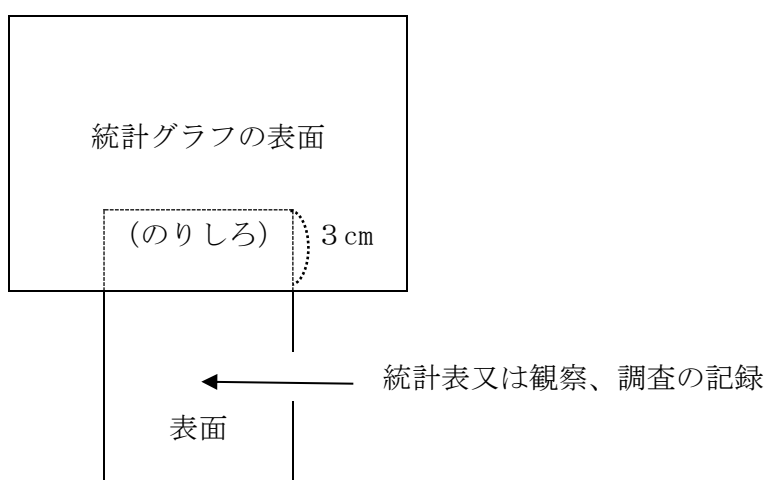 統計グラフの表面
（のりしろ）
３cm
統計表又は観察、調査の記録
表面